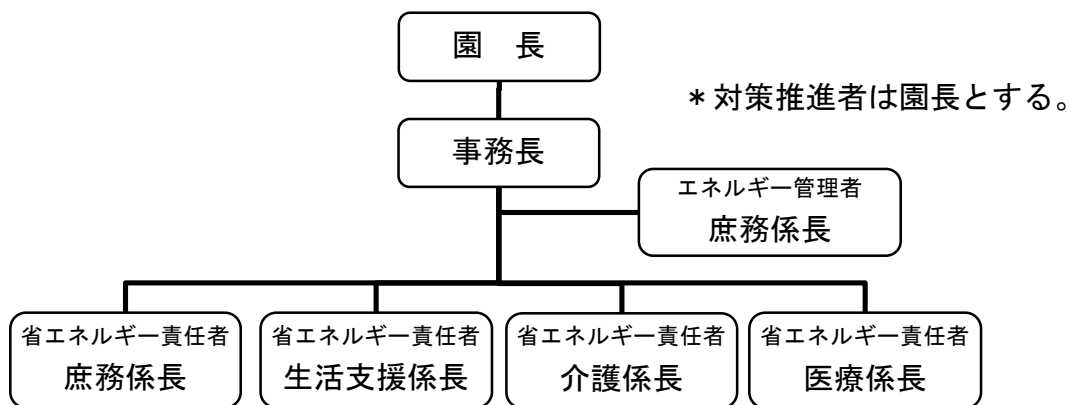 園　長
＊対策推進者は園長とする。
事務長
エネルギー管理者
庶務係長
省エネルギー責任者
庶務係長
省エネルギー責任者
生活支援係長
省エネルギー責任者
介護係長
省エネルギー責任者
医療係長